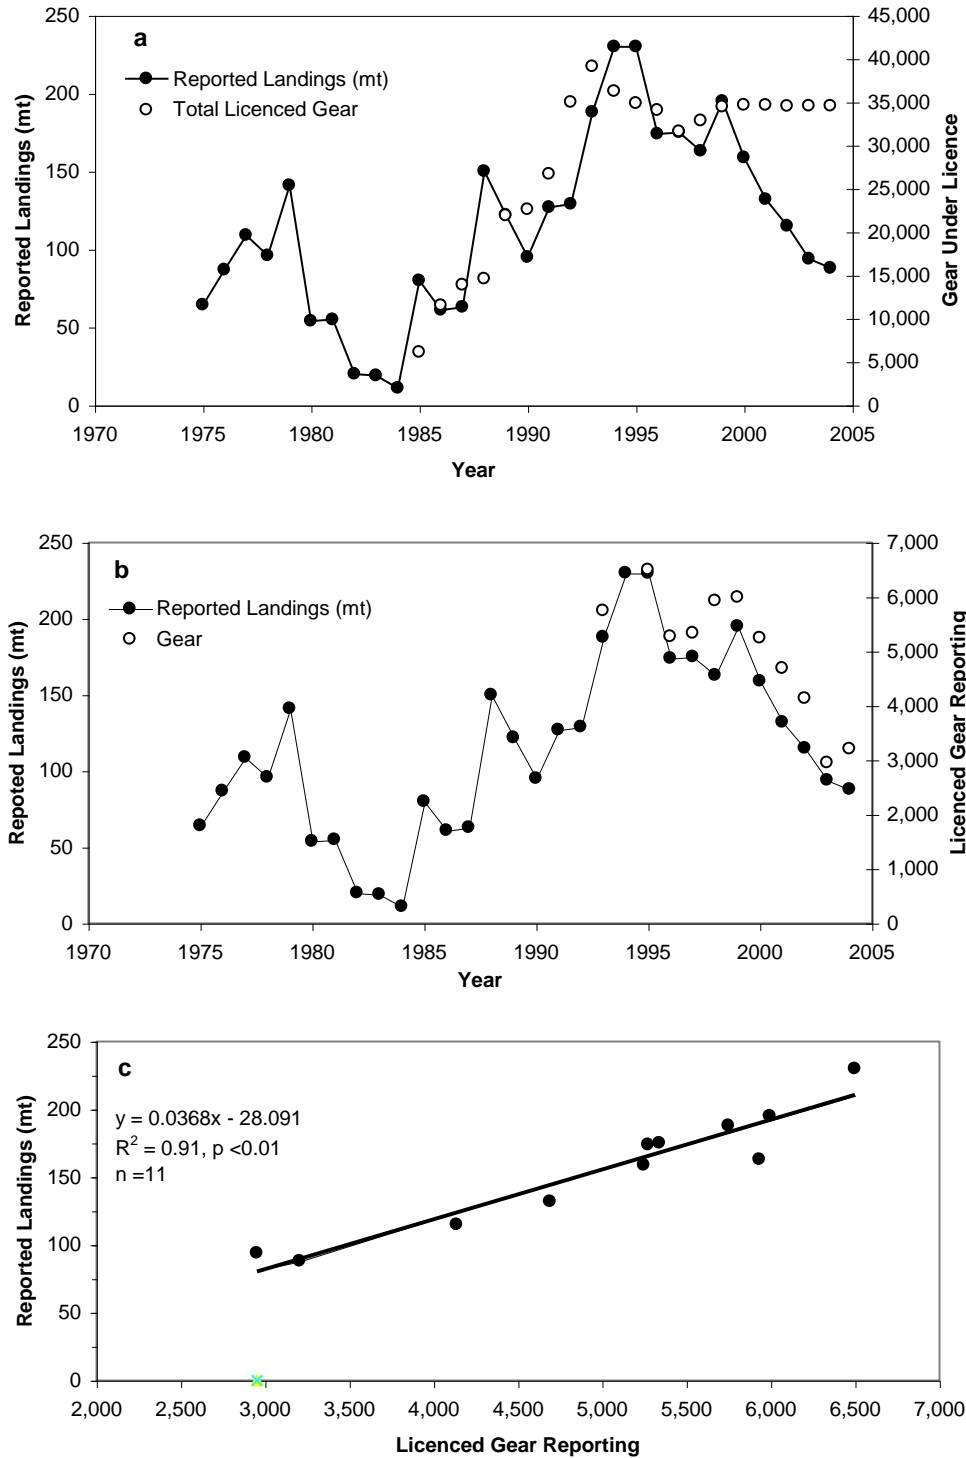 a
Reported Landings (mt)
Total Licenced Gear
250
200
150
100
50
0
45,000
40,000
35,000
30,000
25,000
20,000
15,000
10,000
5,000
0
1970 1975 1980 1985 1990 1995 2000 2005
Reported Landings (mt)
Gear Under Licence
Year
b
Reported Landings (mt)
Gear
250
200
150
100
50
0
7,000
6,000
5,000
4,000
3,000
2,000
1,000
0
1970 1975 1980 1985 1990 1995 2000 2005
Repoted Landings (mt)
Licenced Gear Reporting
Year
c
y = 0.0368x - 28.091
R² = 0.91, p <0.01
n =11
250
200
150
100
50
0
2,000 2,500 3,000 3,500 4,000 4,500 5,000 5,500 6,000 6,500 7,000
Reported Landings (mt)
Licenced Gear Reporting